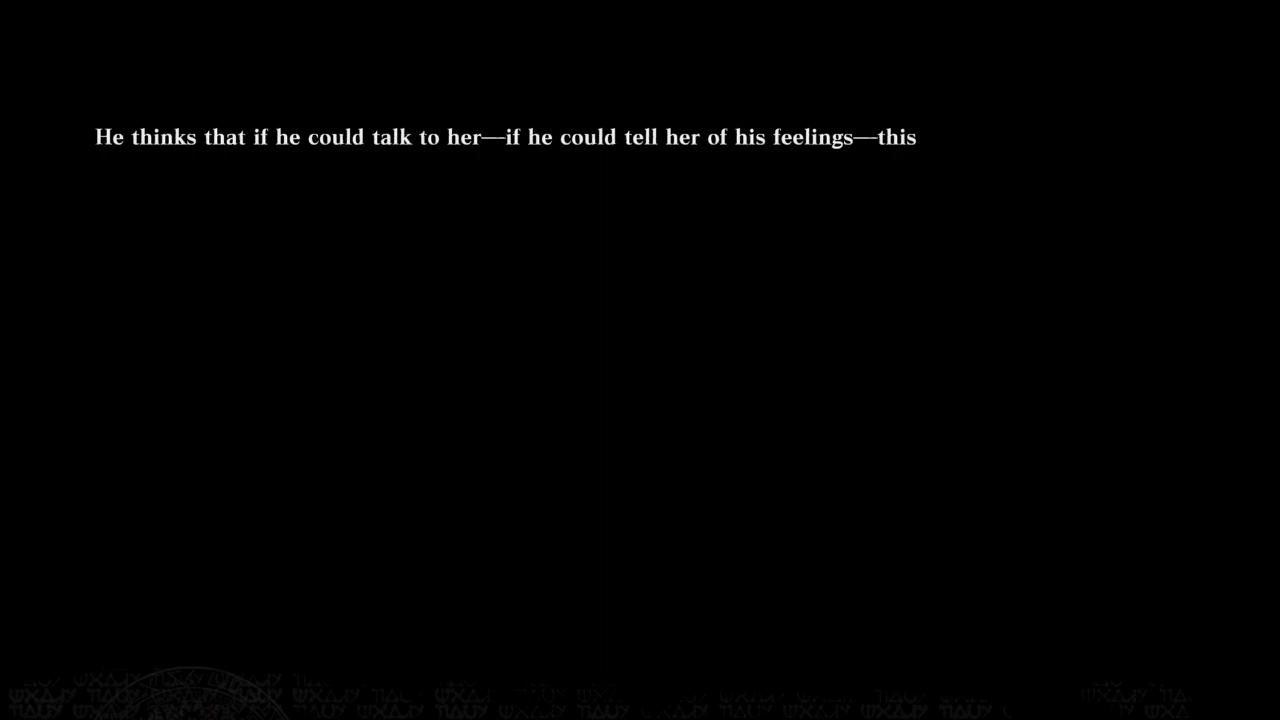 He thinks that if he could talk to her—if he could tell her of his feelings—this